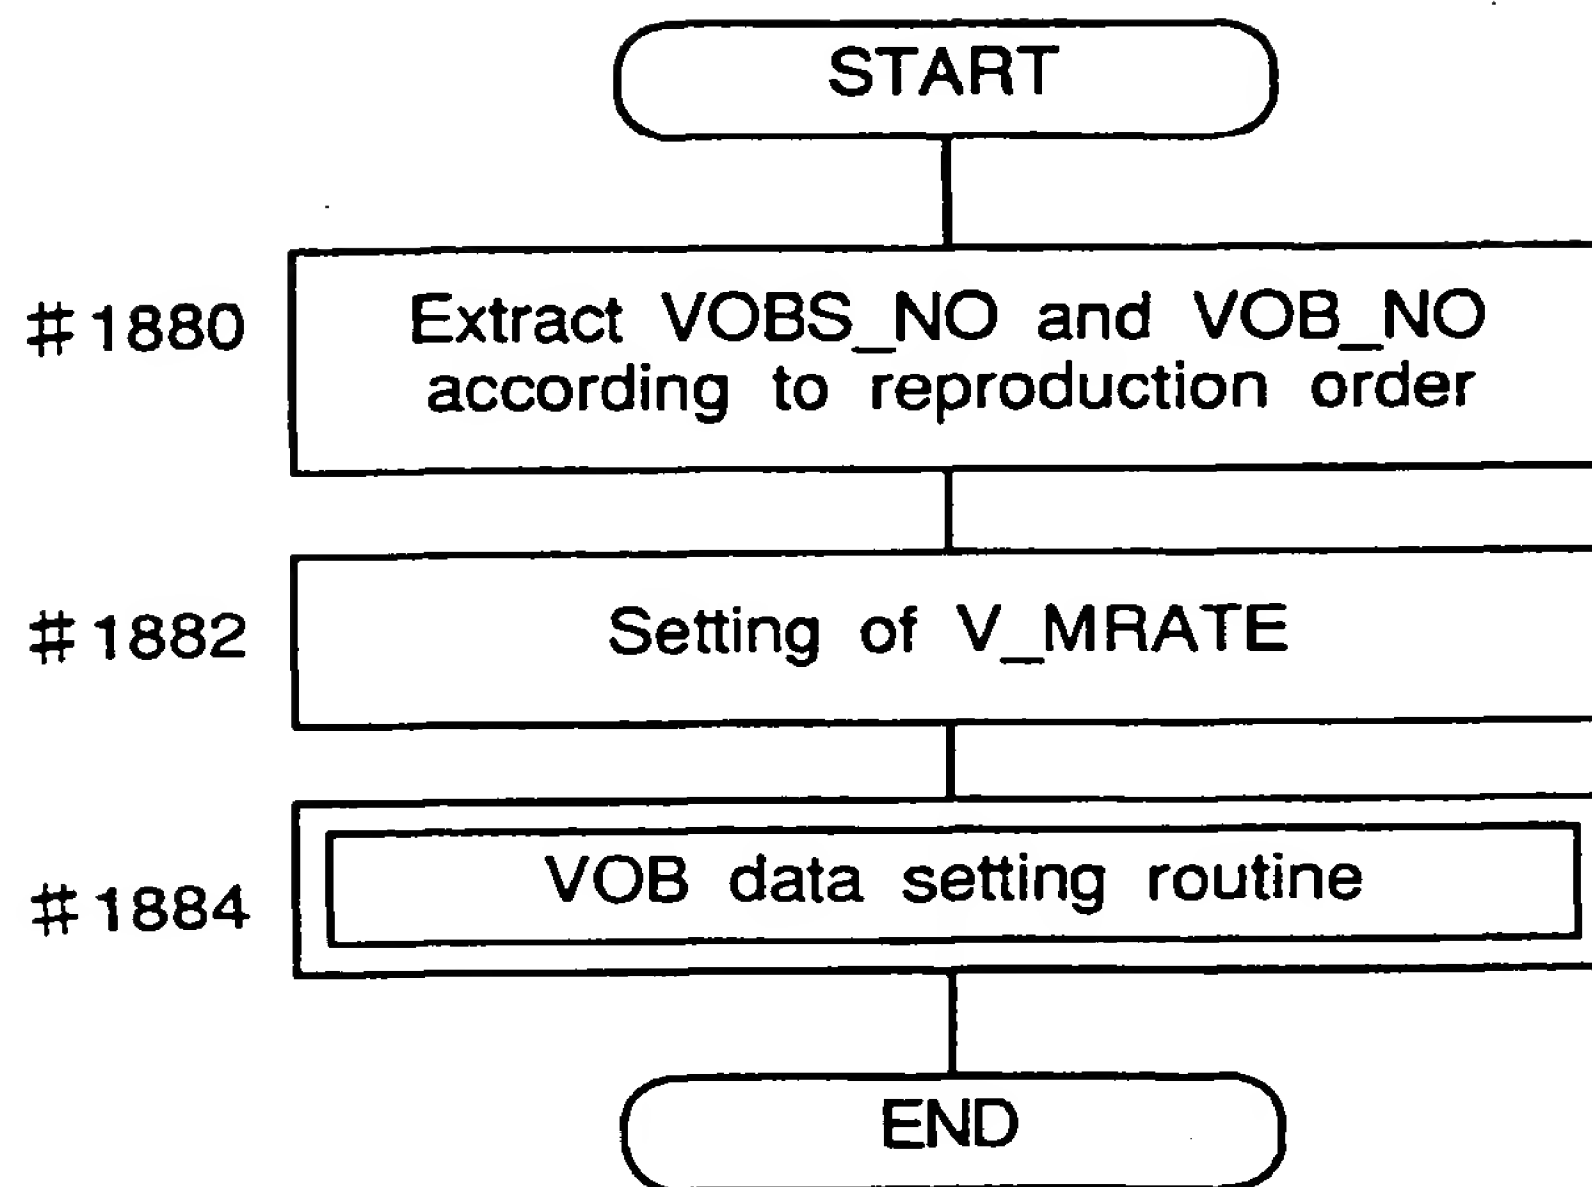 START
#1880
Extract VOBS_NO and VOB_NO
according to reproduction order
#1882
Setting of V_MRATE
#1884
VOB data setting routine
END